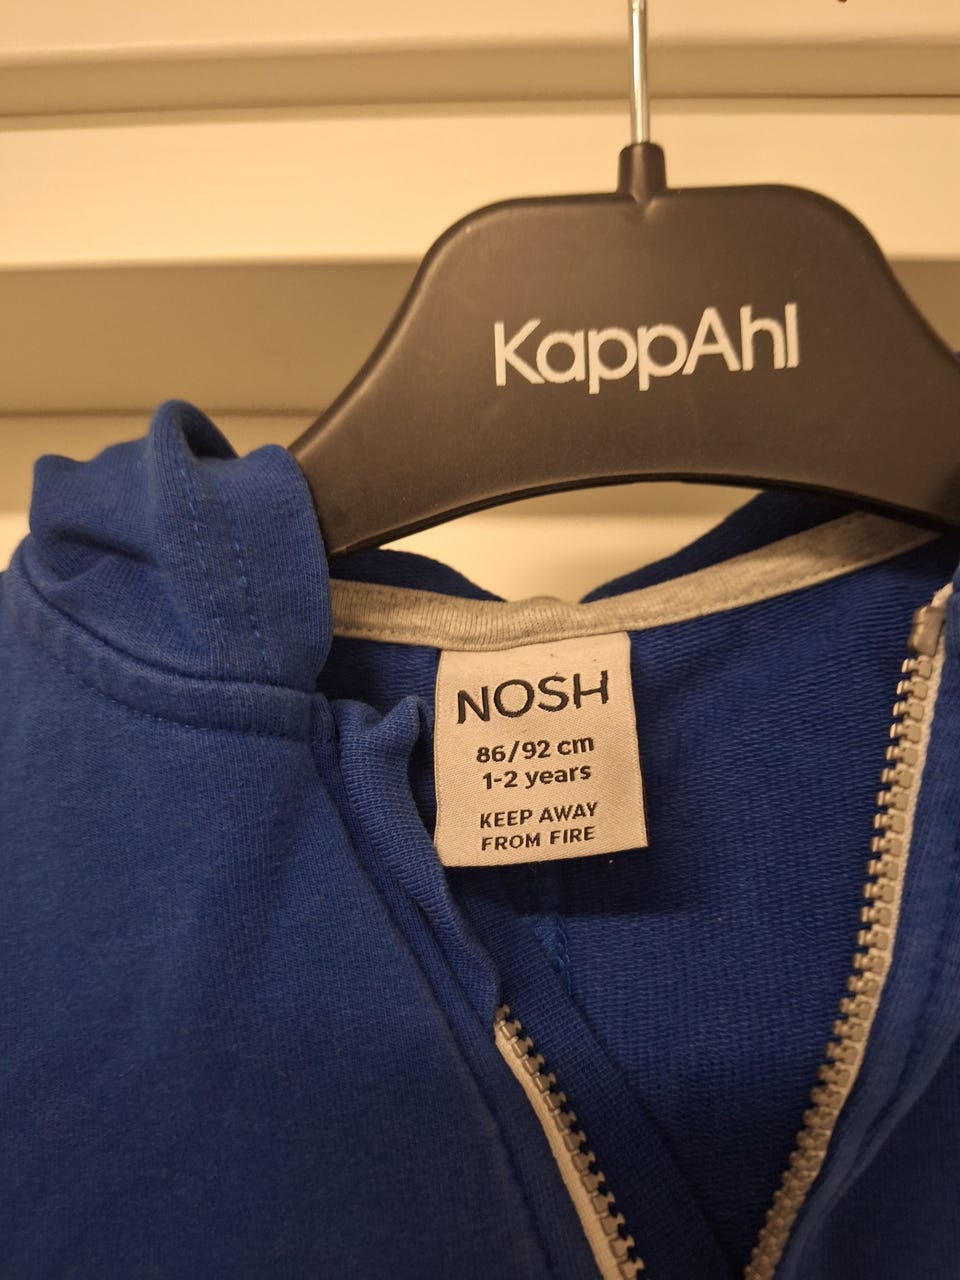 KappAhl
NOSH
86/92 cm
1-2 years
KEEP AWAY
FROM FIRE